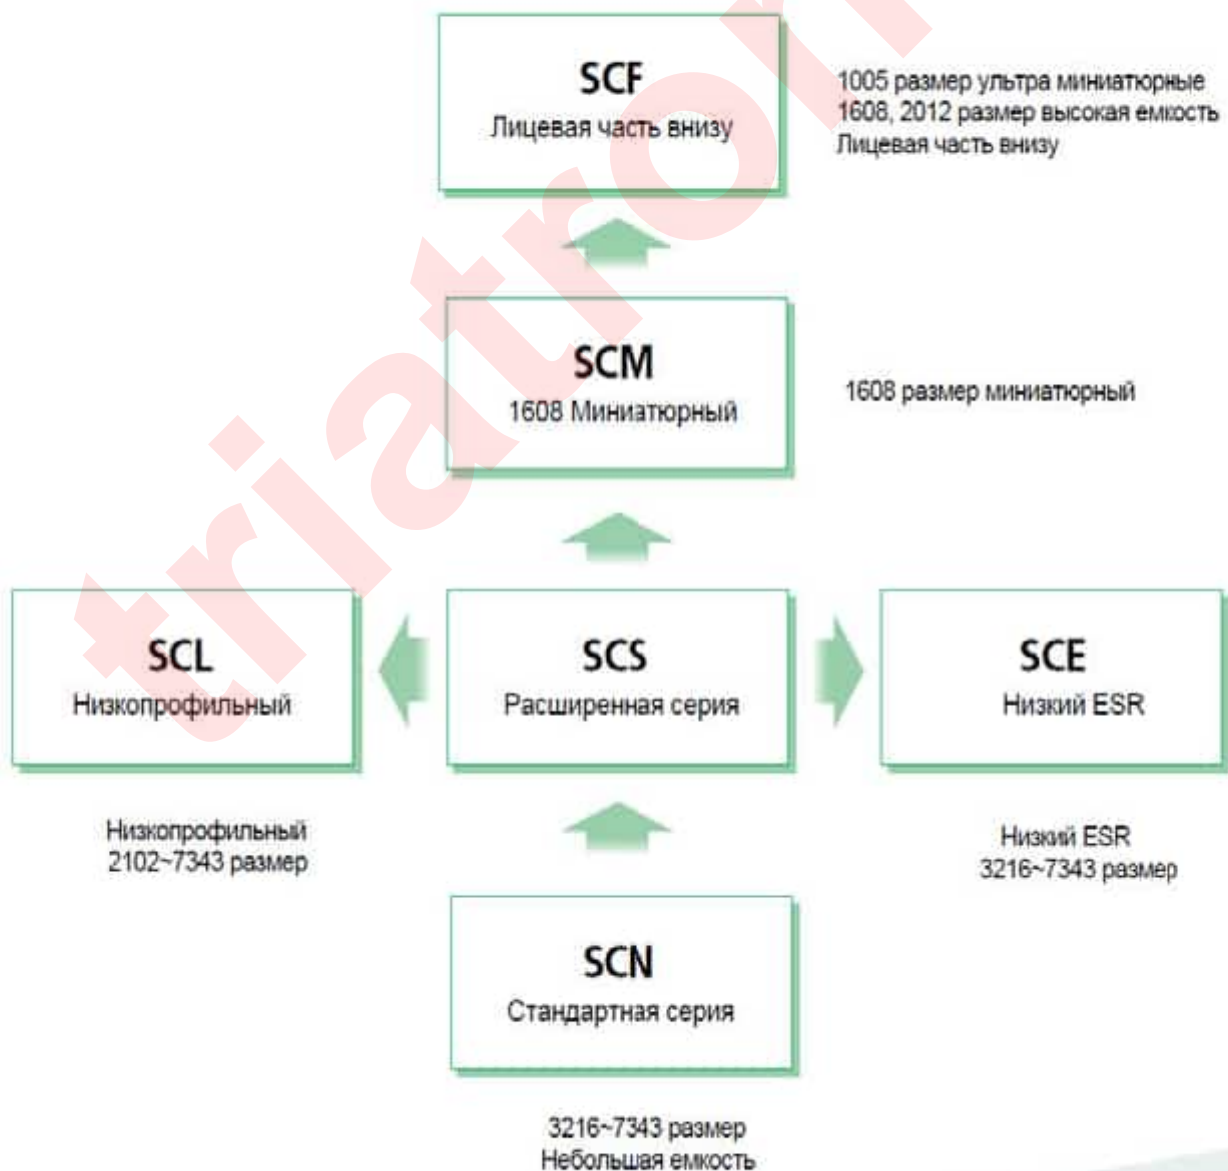 SCF
Лицевая часть внизу
1005 размер ультра миниатюрные
1608, 2012 размер высокая емкость
Лицевая часть внизу
SCM
1608 Миниатюрный
1608 размер миниатюрный
SCL
Низкопрофильный
SCS
Расширенная серия
SCE
Низкий ESR
Низкопрофильный
2102~7343 размер
Низкий ESR
3216~7343 размер
SCN
Стандартная серия
3216~7343 размер
Небольшая емкость
triatron